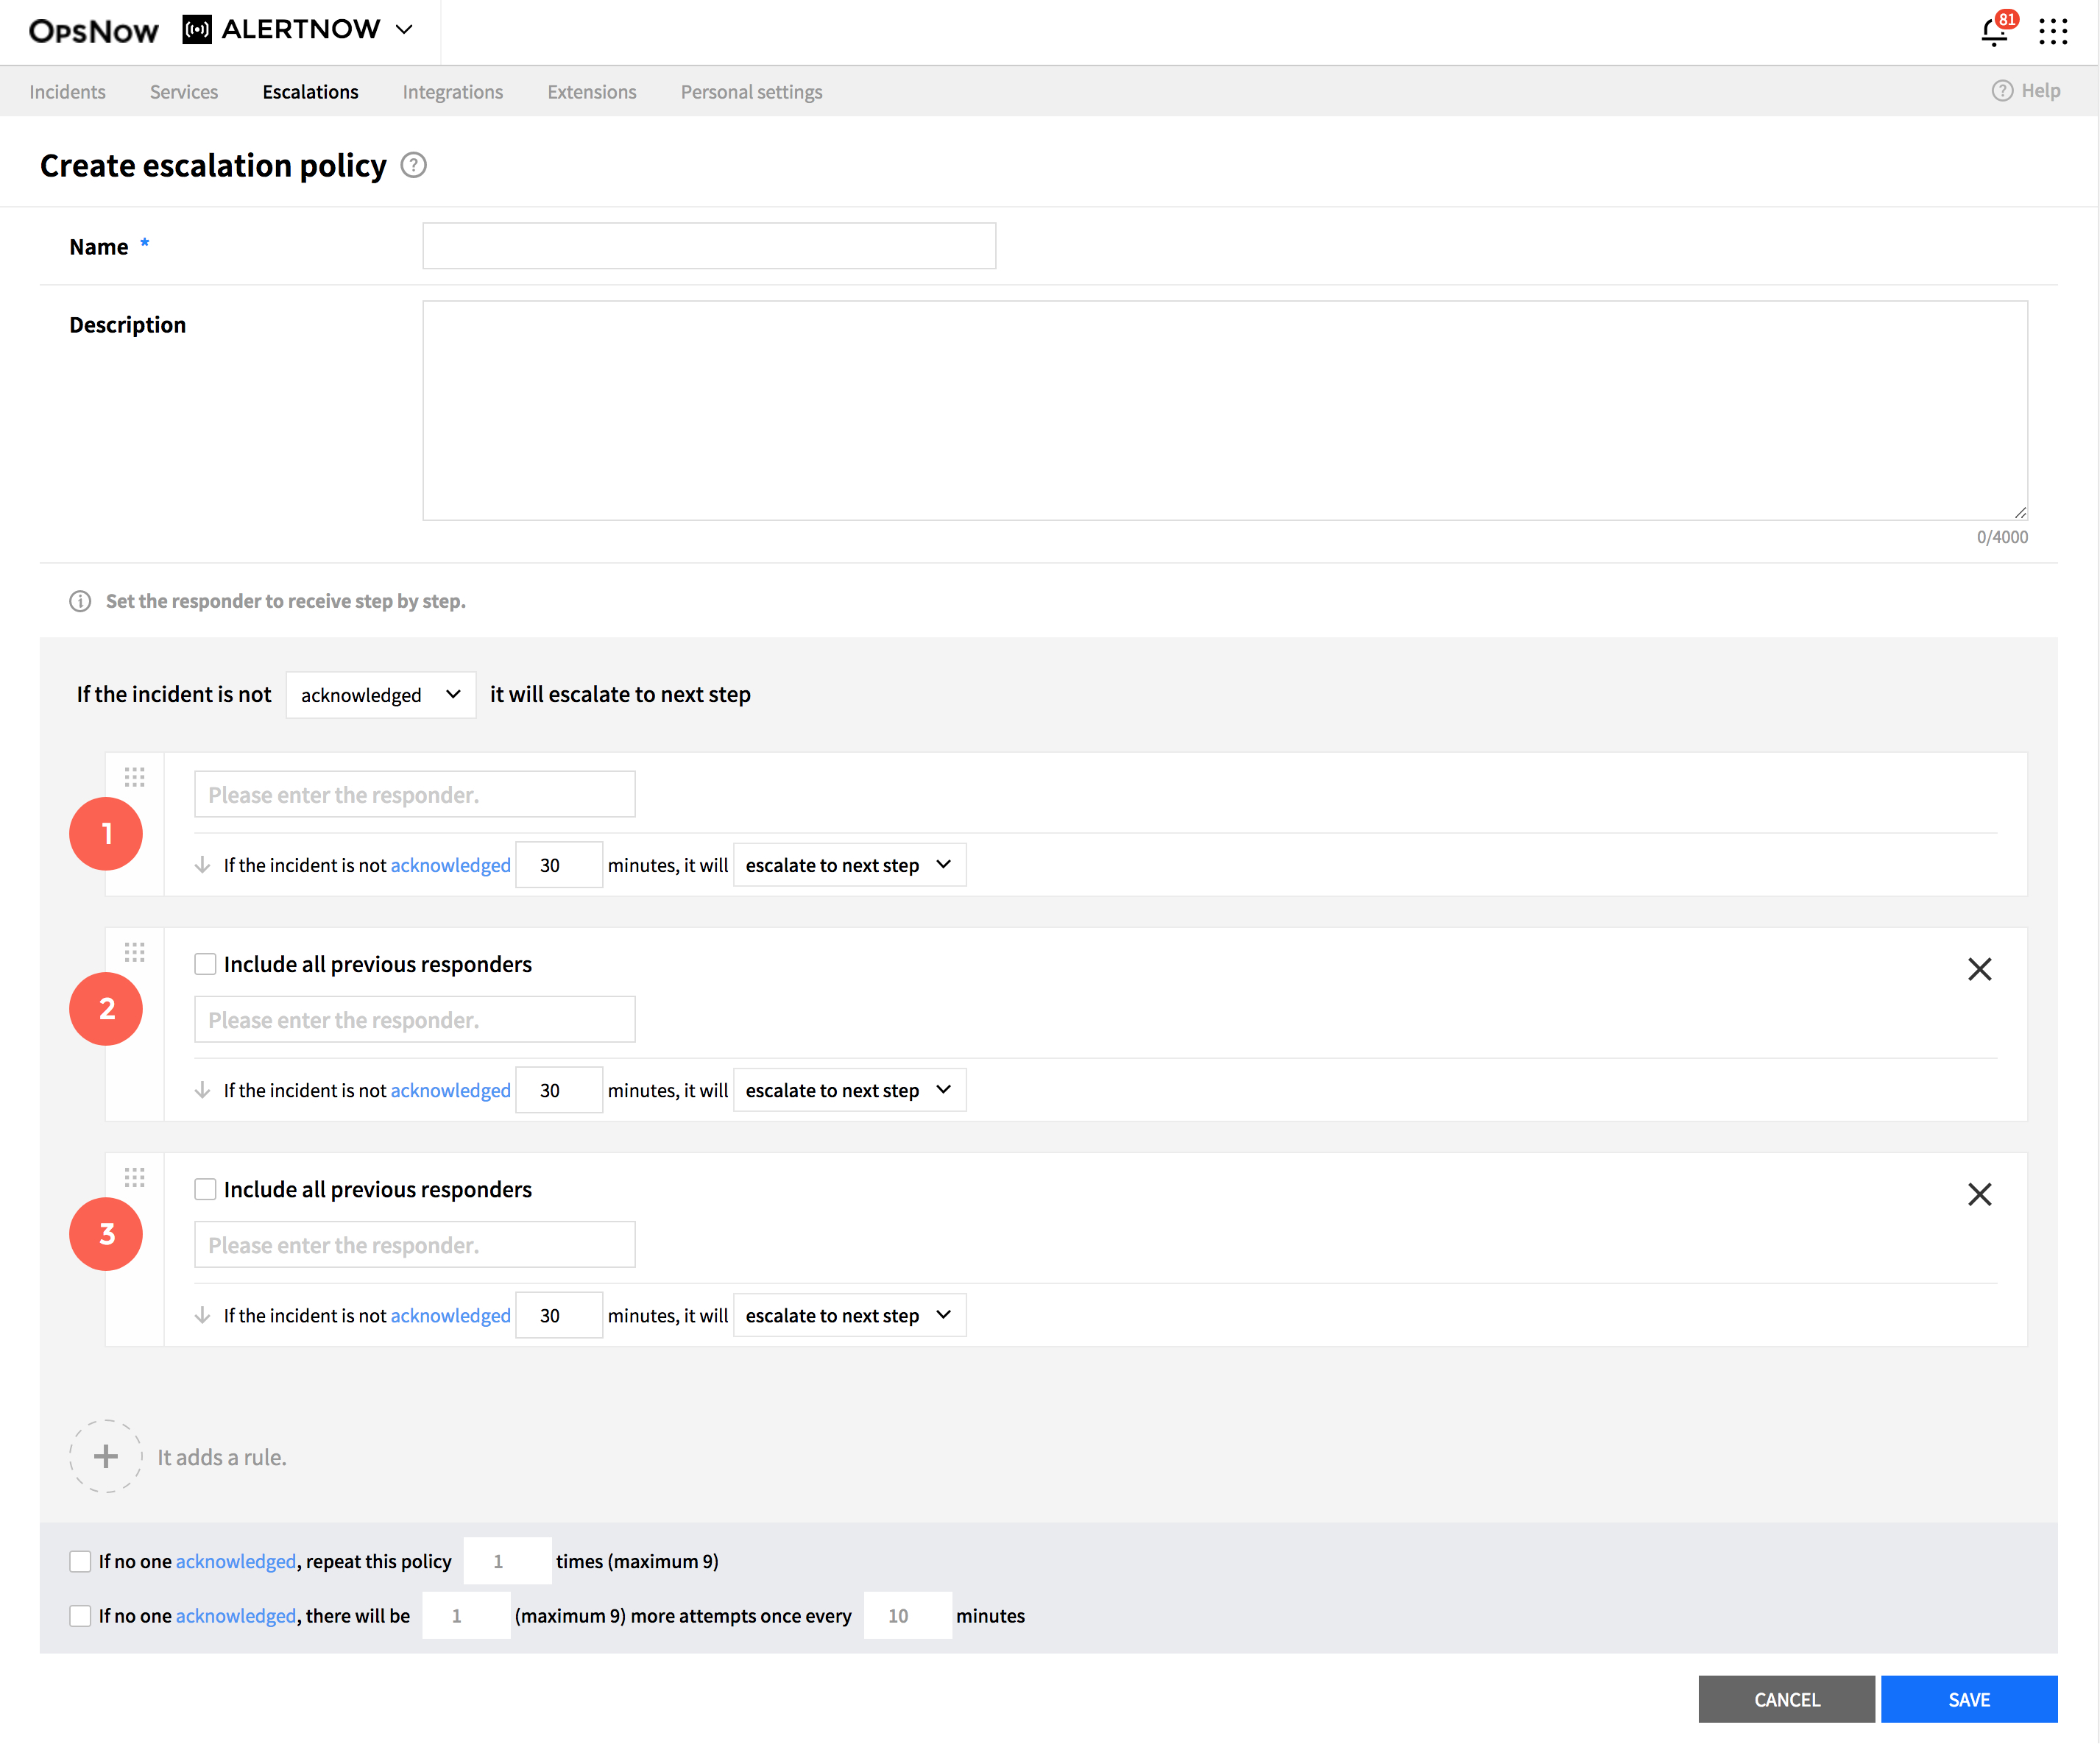 OpsNow ALERTNOW 81
Incidents Services Escalations Integrations Extensions Personal settings ? Help
Create escalation policy ?
Name *
Description
0/4000
Set the responder to receive step by step.
If the incident is not acknowledged it will escalate to next step
1
Please enter the responder.
If the incident is not acknowledged 30 minutes, it will escalate to next step
2
Include all previous responders
Please enter the responder.
If the incident is not acknowledged 30 minutes, it will escalate to next step
3
Include all previous responders
Please enter the responder.
If the incident is not acknowledged 30 minutes, it will escalate to next step
+ It adds a rule.
If no one acknowledged, repeat this policy 1 times (maximum 9)
If no one acknowledged, there will be 1 (maximum 9) more attempts once every 10 minutes
CANCEL SAVE